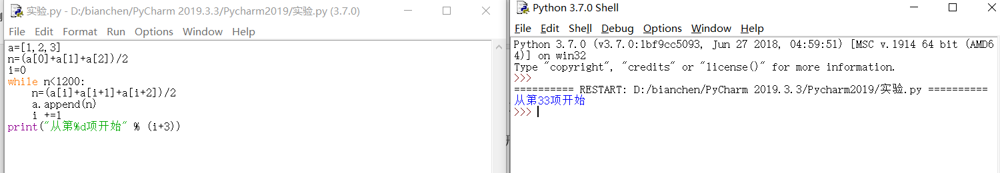 实验.py - D:/bianchen/PyCharm 2019.3.3/Pycharm2019/实验.py (3.7.0)
File Edit Format Run Options Window Help
a=[1,2,3]
n=(a[0]+a[1]+a[2])/2
i=0
while n<1200:
    n=(a[i]+a[i+1]+a[i+2])/2
    a.append(n)
    i +=1
print("从第%d项开始" % (i+3))
Python 3.7.0 Shell
File Edit Shell Debug Options Window Help
Python 3.7.0 (v3.7.0:1bf9cc5093, Jun 27 2018, 04:59:51) [MSC v.1914 64 bit (AMD6
4)] on win32
Type "copyright", "credits" or "license()" for more information.
>>>
========== RESTART: D:/bianchen/PyCharm 2019.3.3/Pycharm2019/实验.py ==========
从第33项开始
>>>